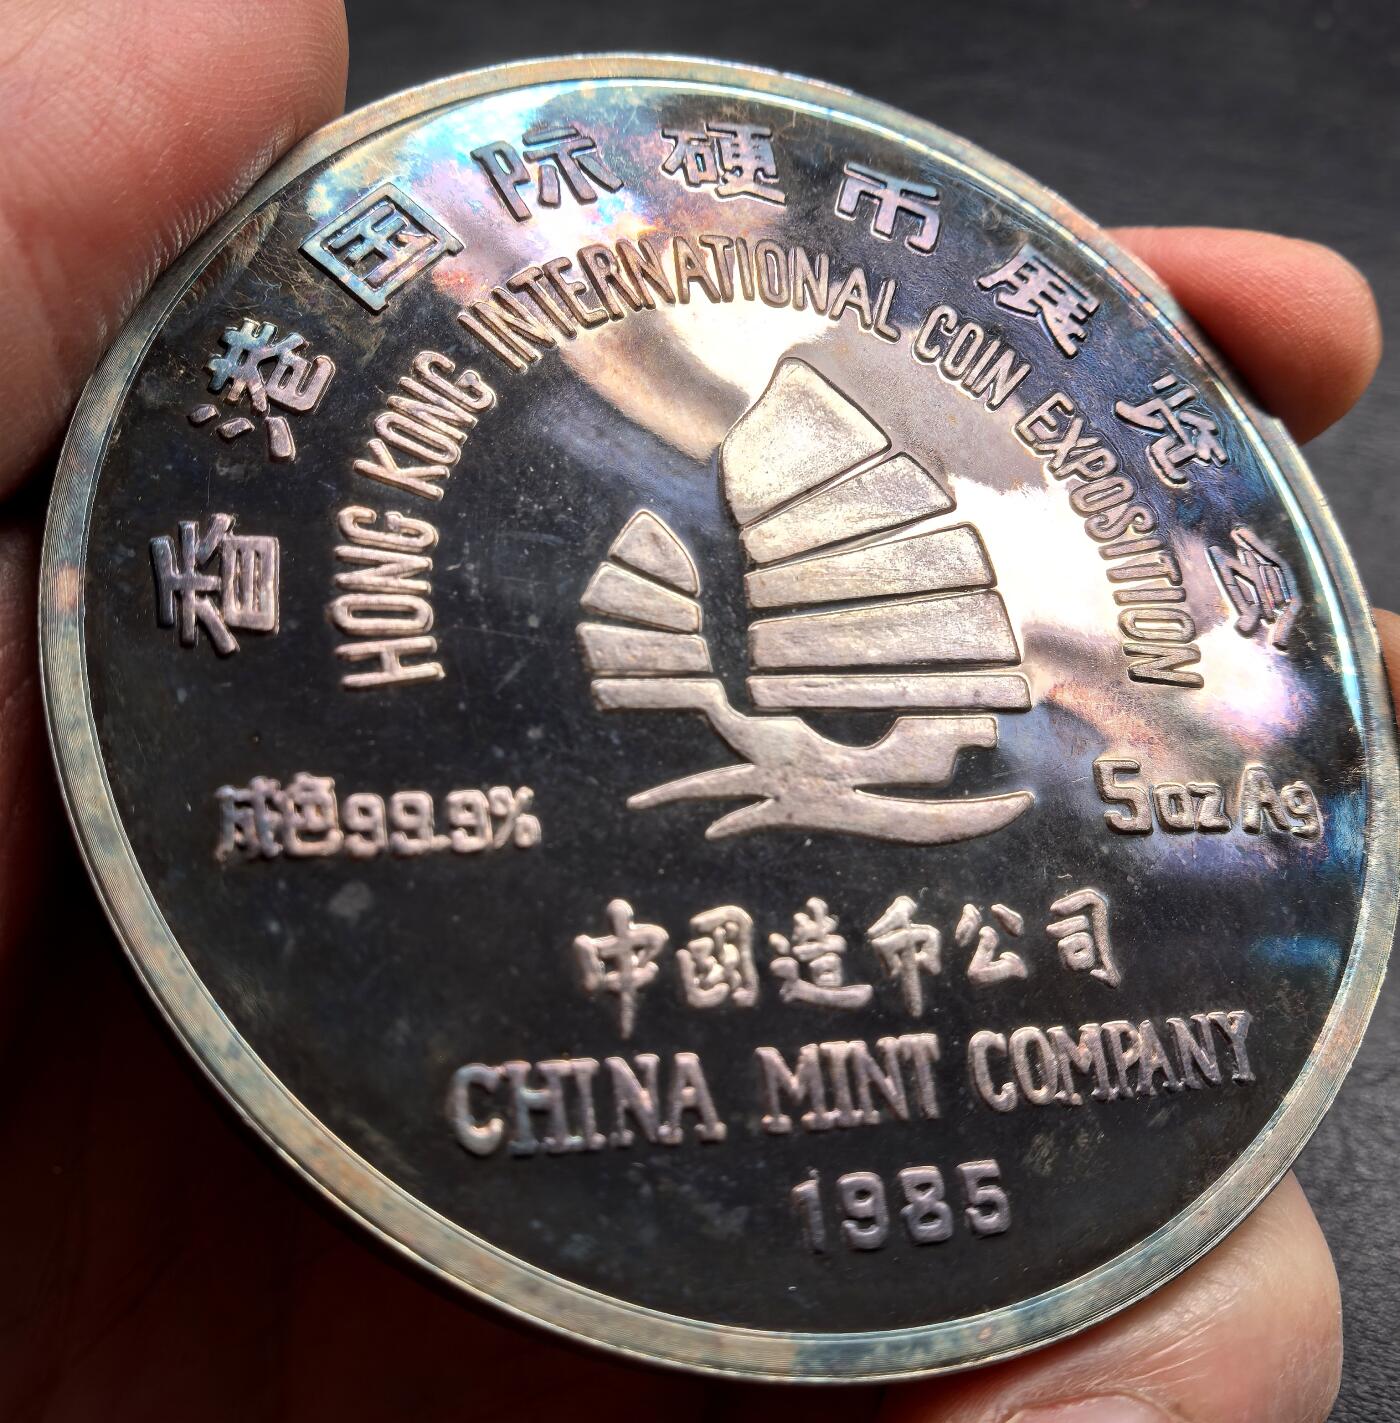 香港国际硬币展览会
HONG KONG INTERNATIONAL COIN EXPOSITION
成色99.9%
5oz Ag
中國造币公司
CHINA MINT COMPANY
1985